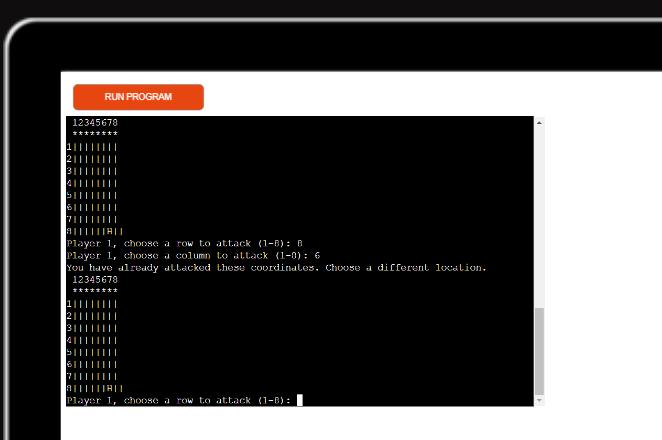 RUN PROGRAM
12345678
********
1||||||||
2||||||||
3||||||||
4||||||||
5||||||||
6||||||||
7||||||||
8||||||H||
Player 1, choose a row to attack (1-8): 8
Player 1, choose a column to attack (1-8): 6
You have already attacked these coordinates. Choose a different location.
12345678
********
1||||||||
2||||||||
3||||||||
4||||||||
5||||||||
6||||||||
7||||||||
8||||||H||
Player 1, choose a row to attack (1-8):